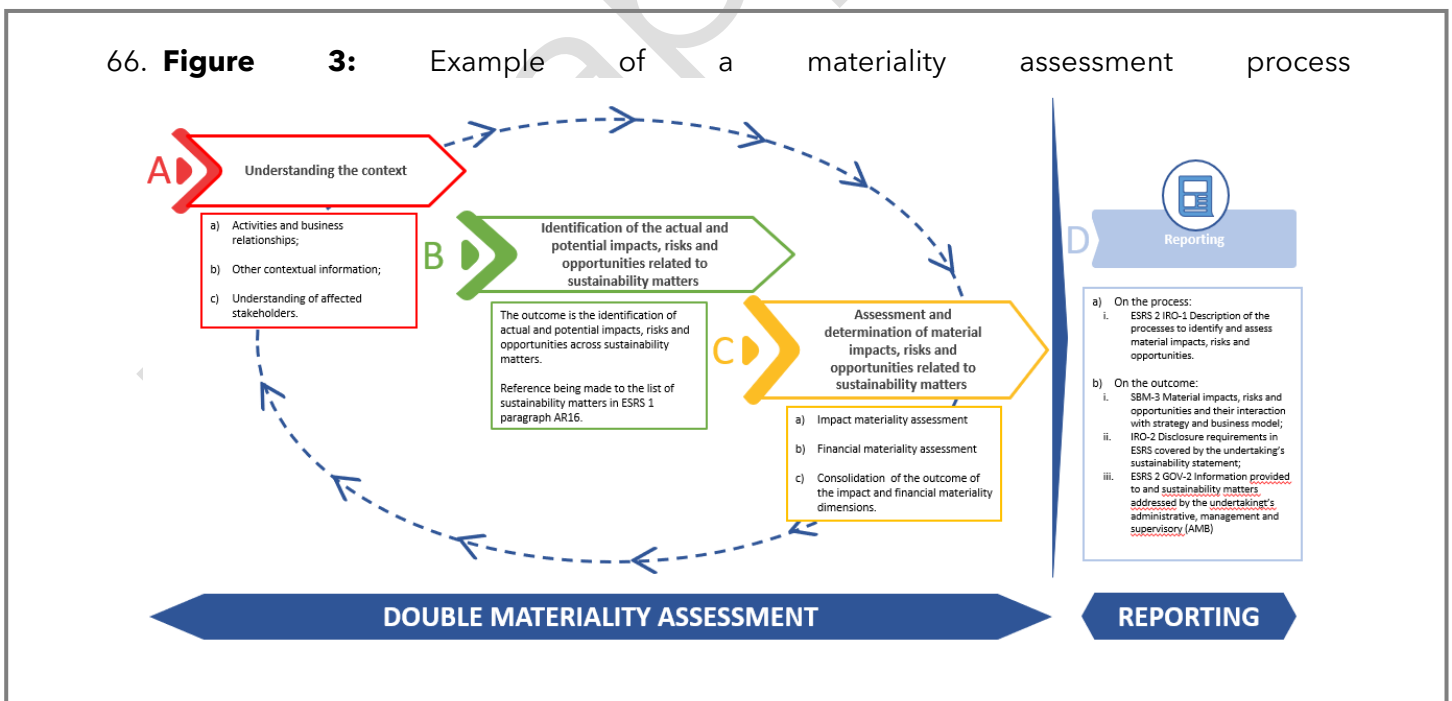 66. Figure 3: Example of a materiality assessment process
A
Understanding the context
a) Activities and business
relationships;
b) Other contextual information;
c) Understanding of affected
stakeholders.
B
Identification of the actual and
potential impacts, risks and
opportunities related to
sustainability matters
The outcome is the identification of
actual and potential impacts, risks and
opportunities across sustainability
matters.
Reference being made to the list of
sustainability matters in ESRS 1
paragraph AR16.
C
Assessment and
determination of material
impacts, risks and
opportunities related to
sustainability matters
a) Impact materiality assessment
b) Financial materiality assessment
c) Consolidation of the outcome of
the impact and financial materiality
dimensions.
D
Reporting
a) On the process:
i. ESRS 2 IRO-1 Description of the
processes to identify and assess
material impacts, risks and
opportunities.
b) On the outcome:
i. SBM-3 Material impacts, risks and
opportunities and their interaction
with strategy and business model;
ii. IRO-2 Disclosure requirements in
ESRS covered by the undertaking's
sustainability statement;
iii. ESRS 2 GOV-2 Information provided
to and sustainability matters
addressed by the undertakingt's
administrative, management and
supervisory (AMB)
DOUBLE MATERIALITY ASSESSMENT
REPORTING